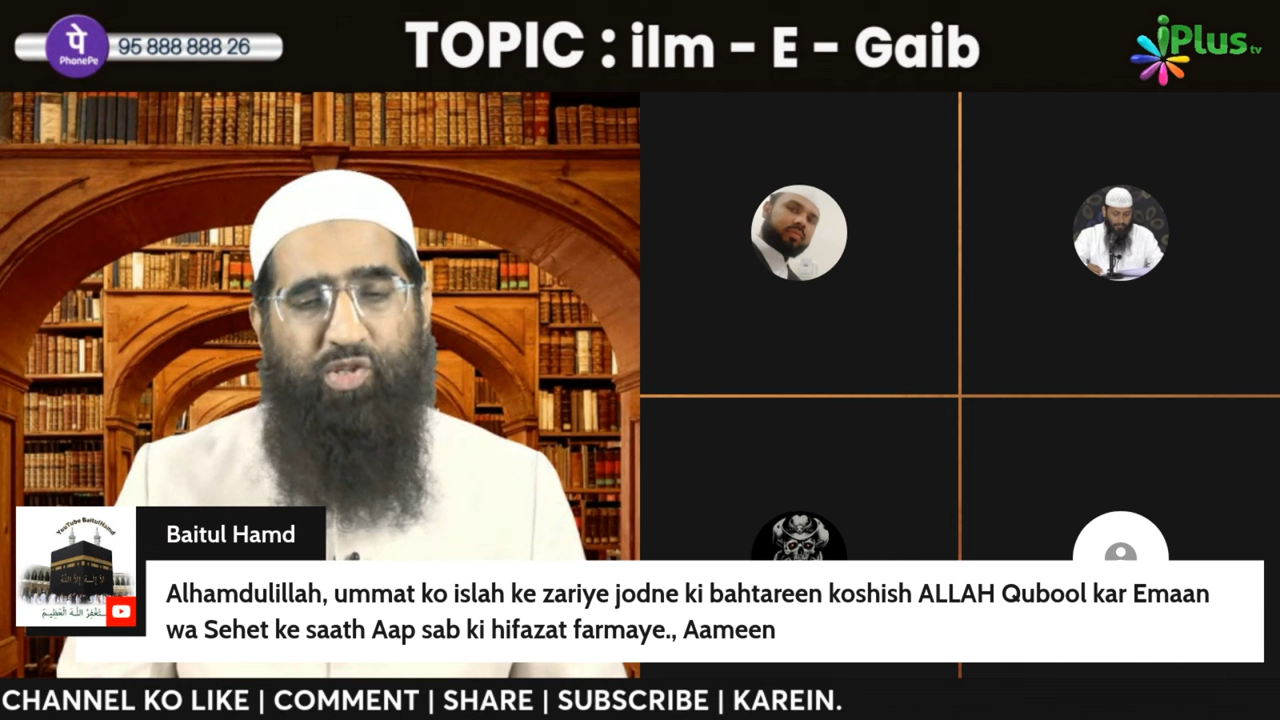 पे
PhonePe
95 888 888 26
TOPIC : ilm - E - Gaib
iPlus tv
YouTube BaitulHamd
Baitul Hamd
Alhamdulillah, ummat ko islah ke zariye jodne ki bahtareen koshish ALLAH Qubool kar Emaan
wa Sehet ke saath Aap sab ki hifazat farmaye., Aameen
CHANNEL KO LIKE | COMMENT | SHARE | SUBSCRIBE | KAREIN.